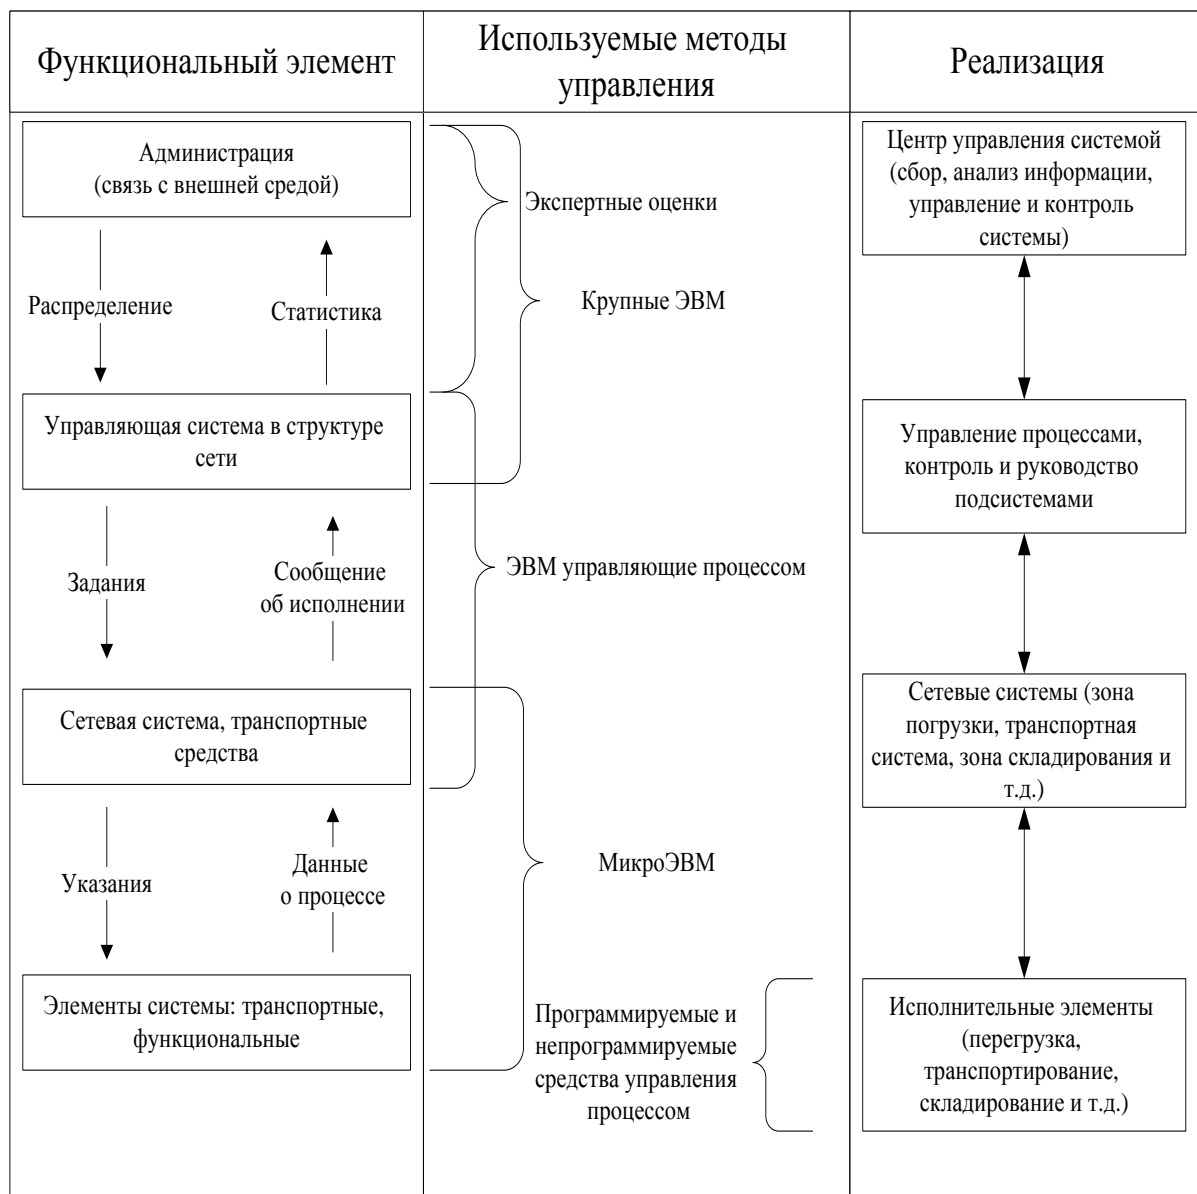 Функциональный элемент
Используемые методы
управления
Реализация
Администрация
(связь с внешней средой)
Распределение
Статистика
Управляющая система в структуре
сети
Задания
Сообщение
об исполнении
Сетевая система, транспортные
средства
Указания
Данные
о процессе
Элементы системы: транспортные,
функциональные
Экспертные оценки
Крупные ЭВМ
ЭВМ управляющие процессом
МикроЭВМ
Программируемые и
непрограммируемые
средства управления
процессом
Центр управления системой
(сбор, анализ информации,
управление и контроль
системы)
Управление процессами,
контроль и руководство
подсистемами
Сетевые системы (зона
погрузки, транспортная
система, зона складирования и
т.д.)
Исполнительные элементы
(перегрузка,
транспортирование,
складирование и т.д.)